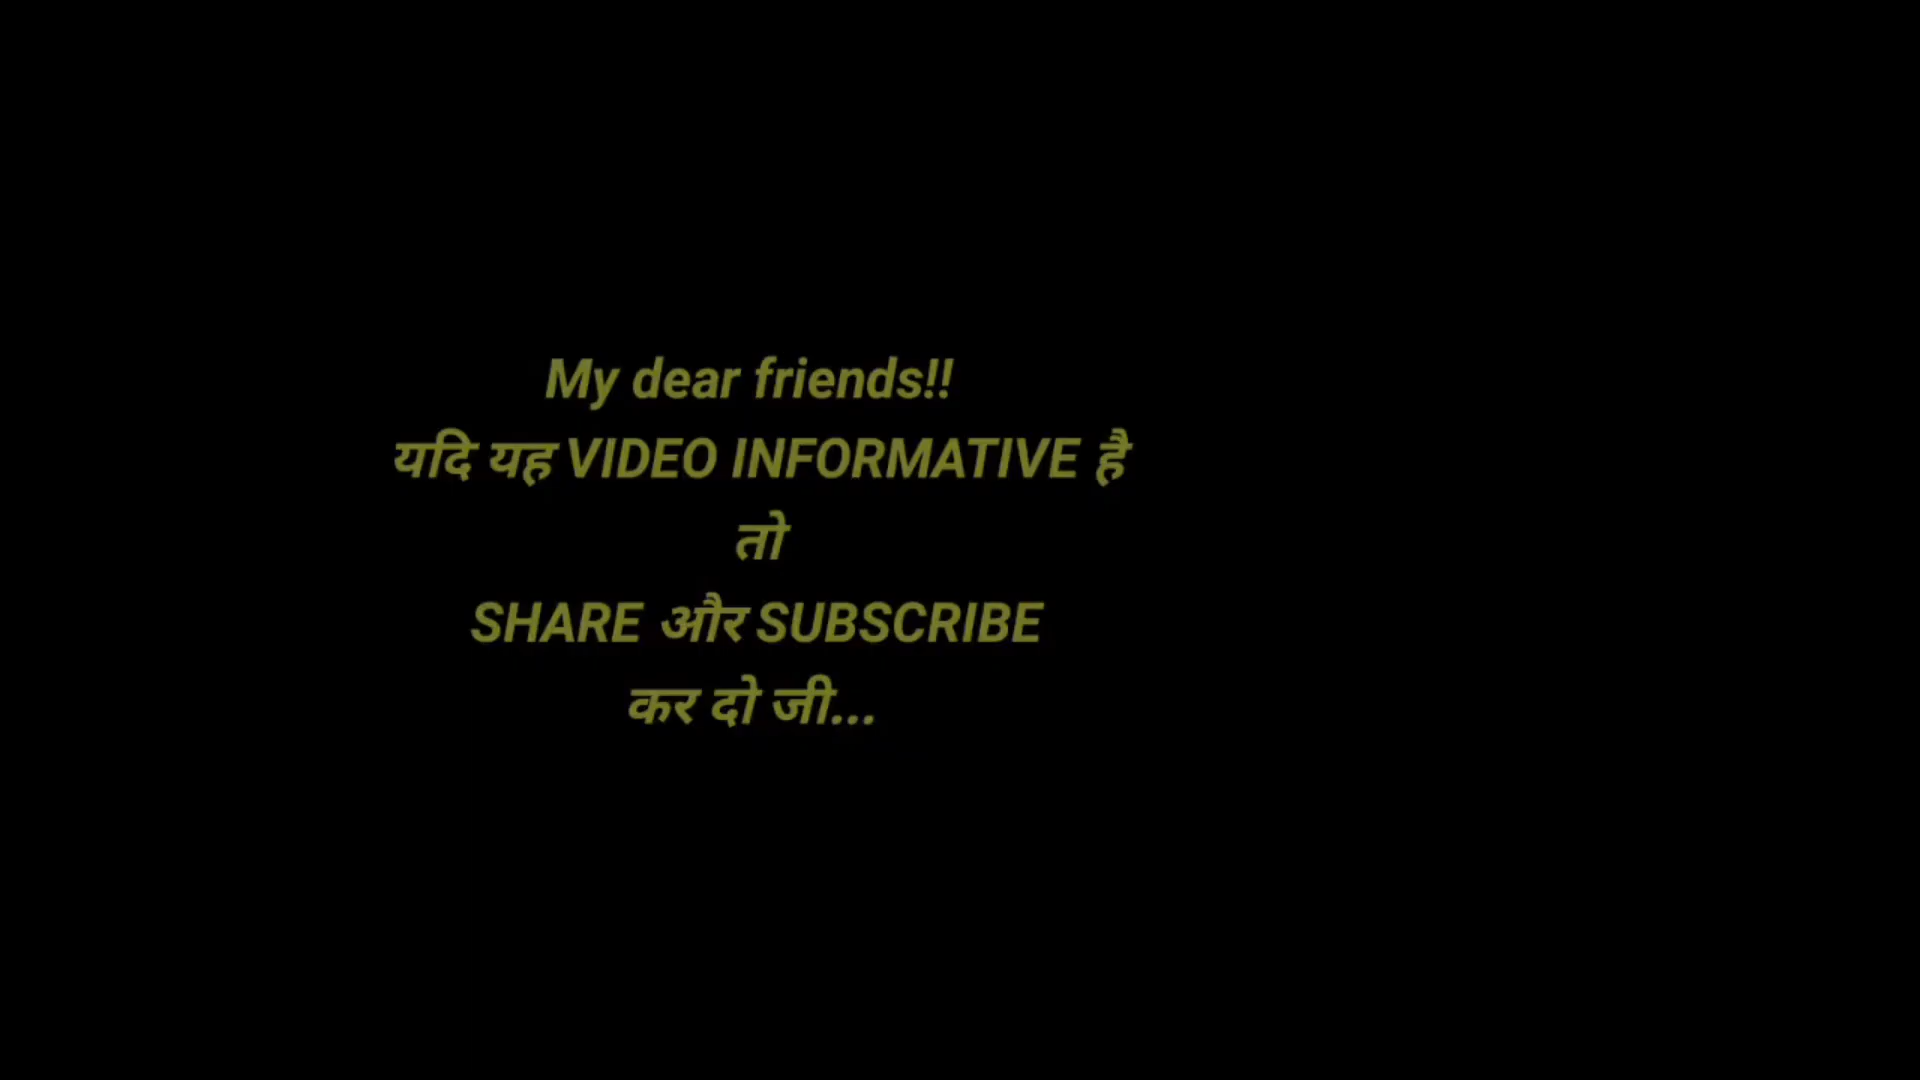 My dear friends!!
यदि यह VIDEO INFORMATIVE है
तो
SHARE और SUBSCRIBE
कर दो जी...